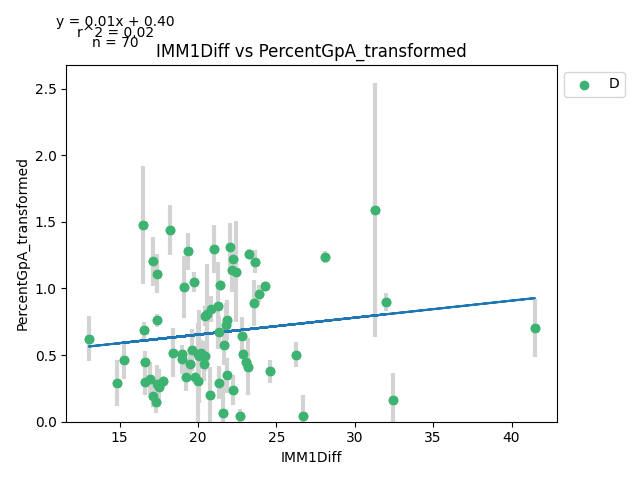 y = 0.01x + 0.40
r^2 = 0.02
n = 70
IMM1Diff vs PercentGpA_transformed
D
PercentGpA_transformed
2.5
2.0
1.5
1.0
0.5
0.0
15 20 25 30 35 40
IMM1Diff